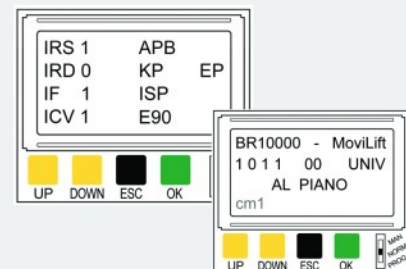 IRS 1 APB
IRD 0 KP EP
IF 1 ISP
ICV 1 E90
UP DOWN ESC OK
BR10000 - MoviLift
1 0 1 1 00 UNIV
AL PIANO
cm1
UP DOWN ESC OK
MAN
NORM
PROG